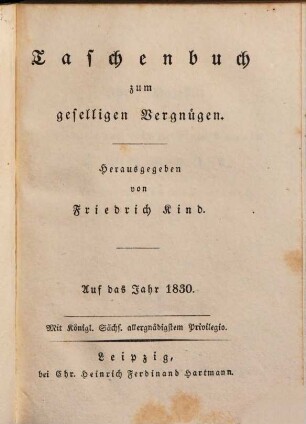 Taschenbuch
zum
geselligen Vergnügen.
Herausgegeben
von
Friedrich Kind.
Auf das Jahr 1830.
Mit Königl. Sächs. allergnädigstem Privilegio.
Leipzig,
bei Chr. Heinrich Ferdinand Hartmann.